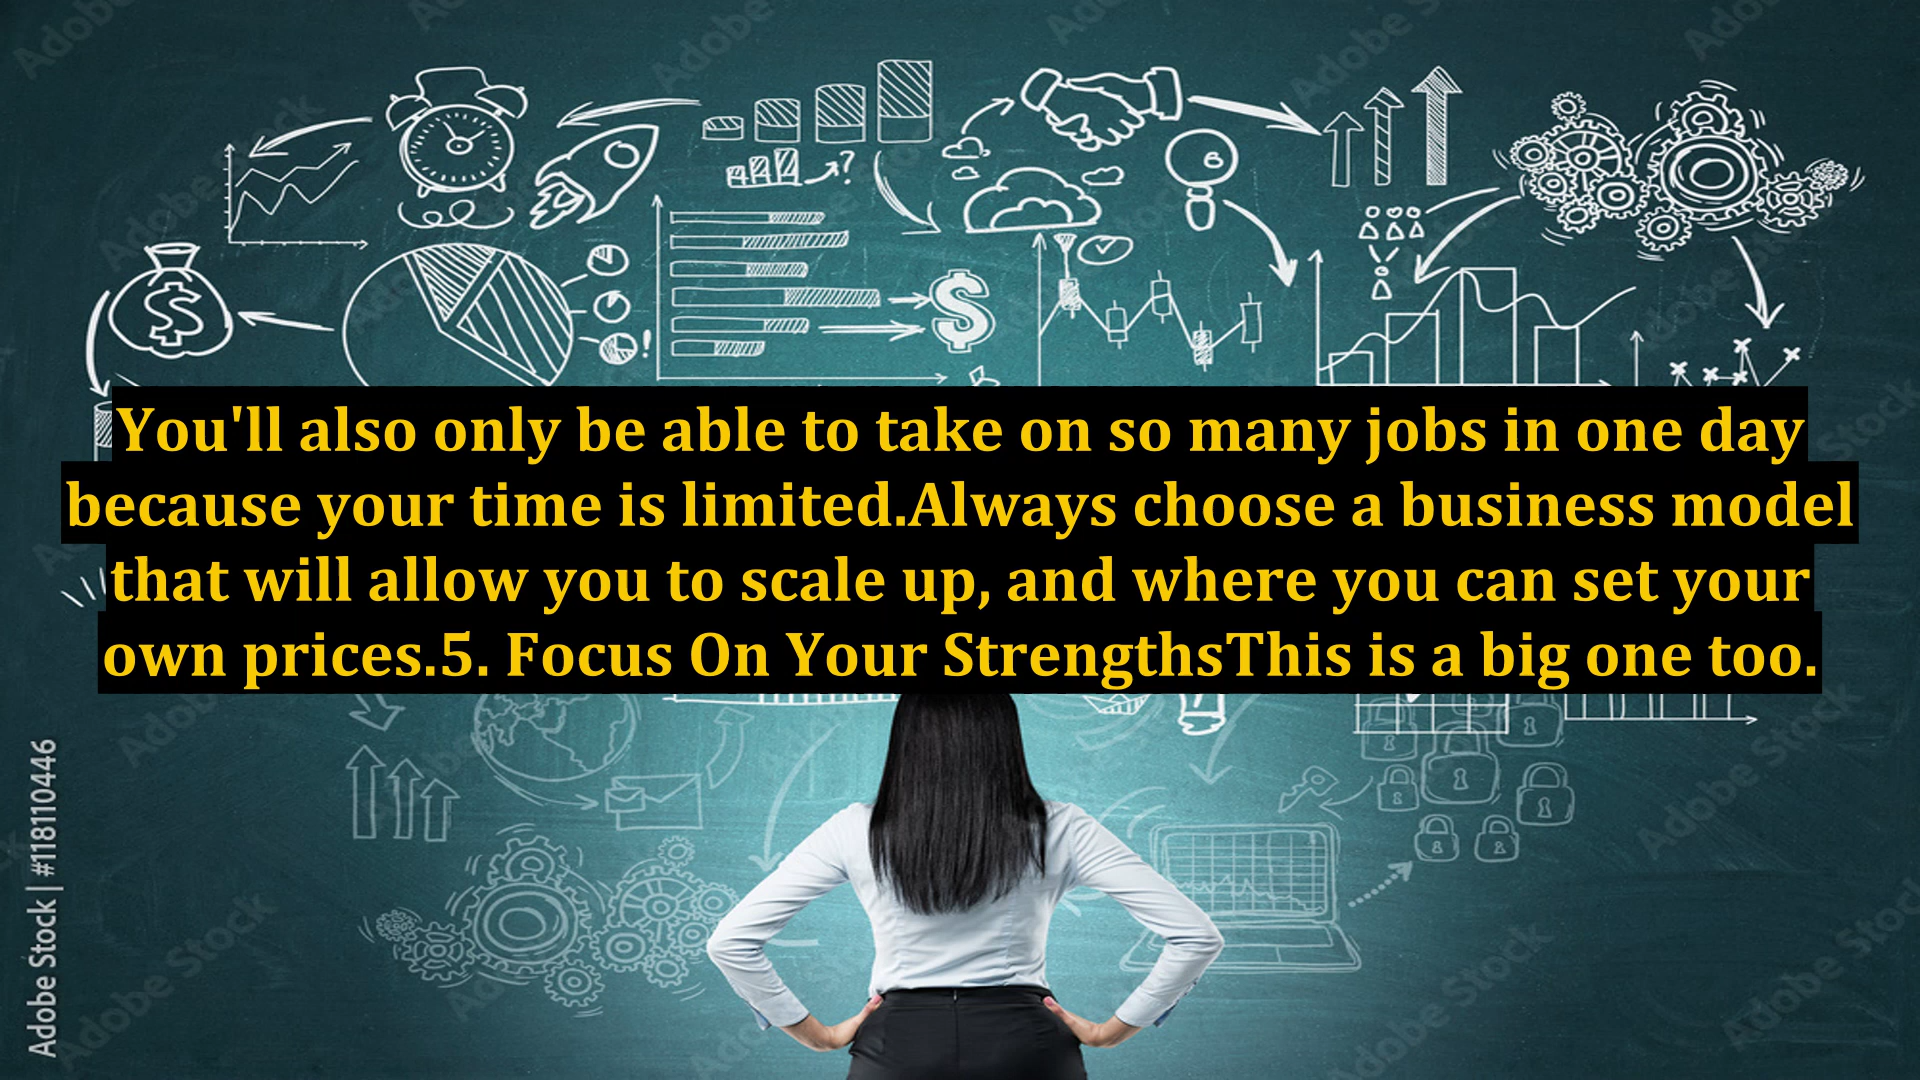 You'll also only be able to take on so many jobs in one day
because your time is limited.Always choose a business model
that will allow you to scale up, and where you can set your
own prices.5. Focus On Your StrengthsThis is a big one too.
Adobe Stock | #118110446